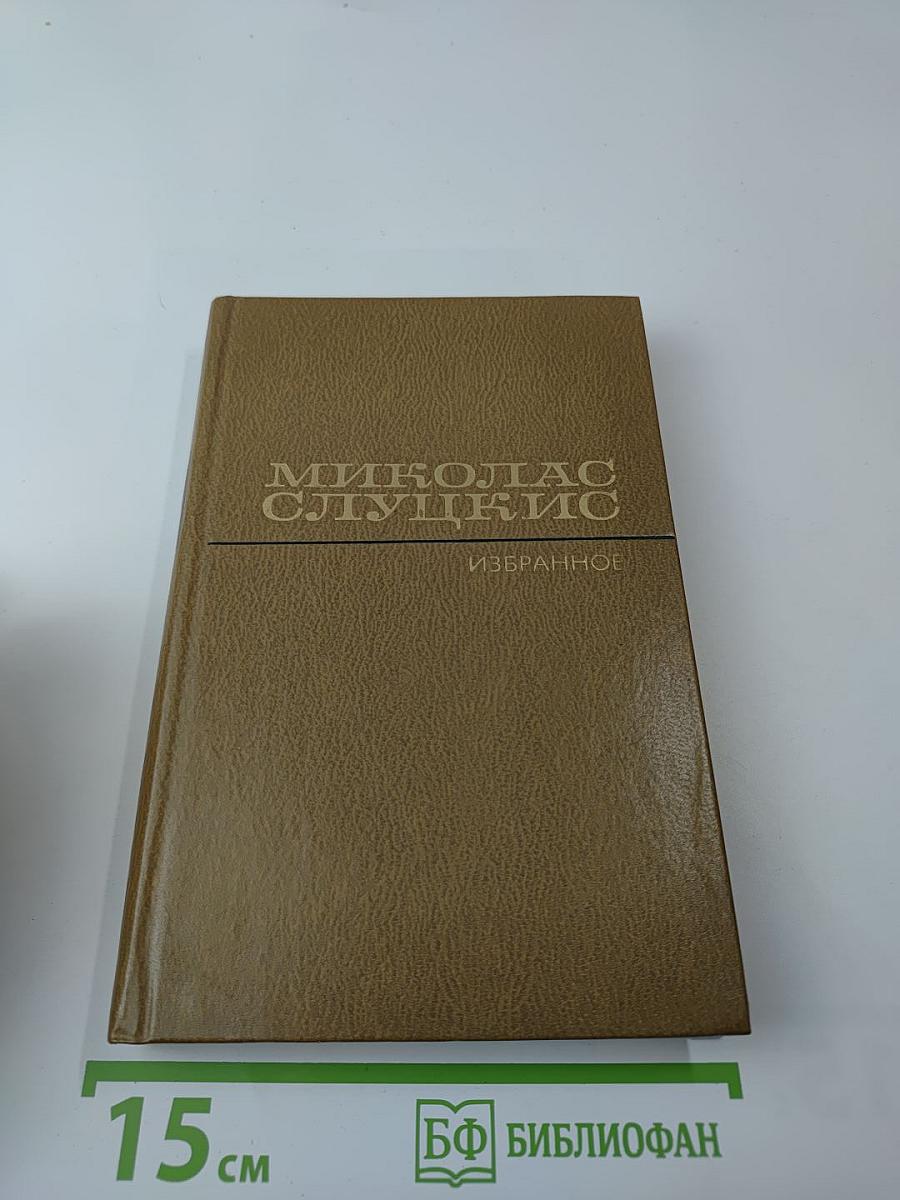 МИКОЛАС
СЛУЦКИС
ИЗБРАННОЕ
15 см
БФ БИБЛИОФАН